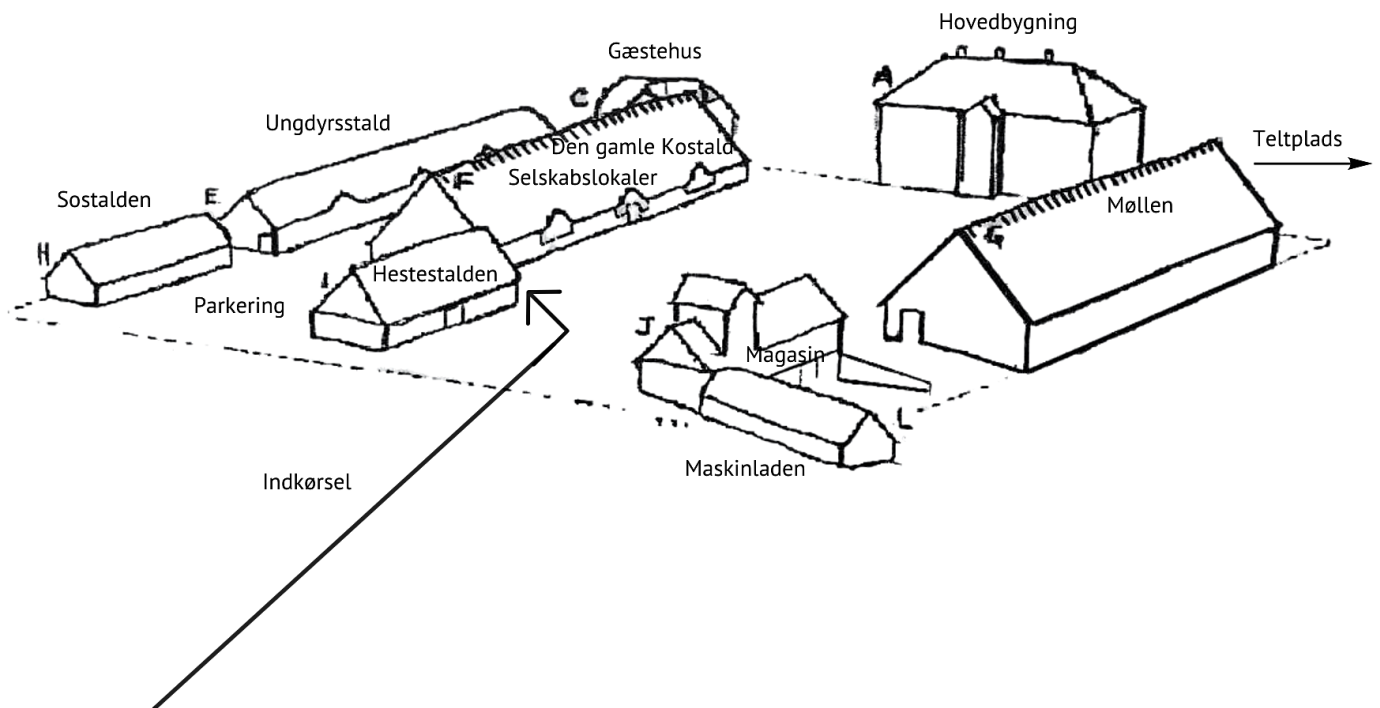 Hovedbygning
Gæstehus
A
C
Ungdyrsstald
Teltplads
Den gamle Kostald
Selskabslokaler
F
Sostalden
E
Møllen
G
H
Hestestalden
I
Parkering
J
Magasin
L
Maskinladen
Indkørsel